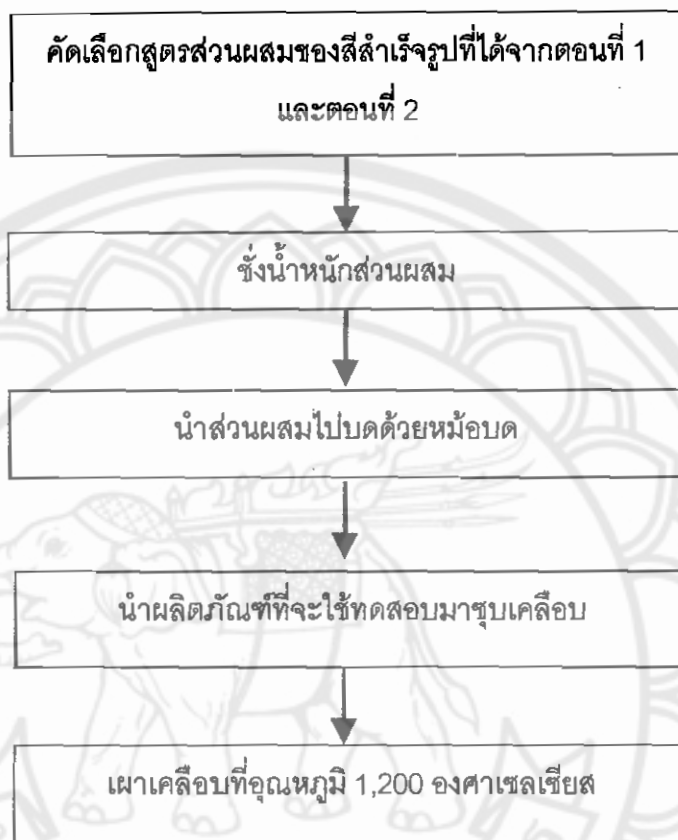 คัดเลือกสูตรส่วนผสมของสีสำเร็จรูปที่ได้จากตอนที่ 1
และตอนที่ 2
ชั่งน้ำหนักส่วนผสม
นำส่วนผสมไปบดด้วยหม้อบด
นำผลิตภัณฑ์ที่จะใช้ทดสอบมาชุบเคลือบ
เผาเคลือบที่อุณหภูมิ 1,200 องศาเซลเซียส